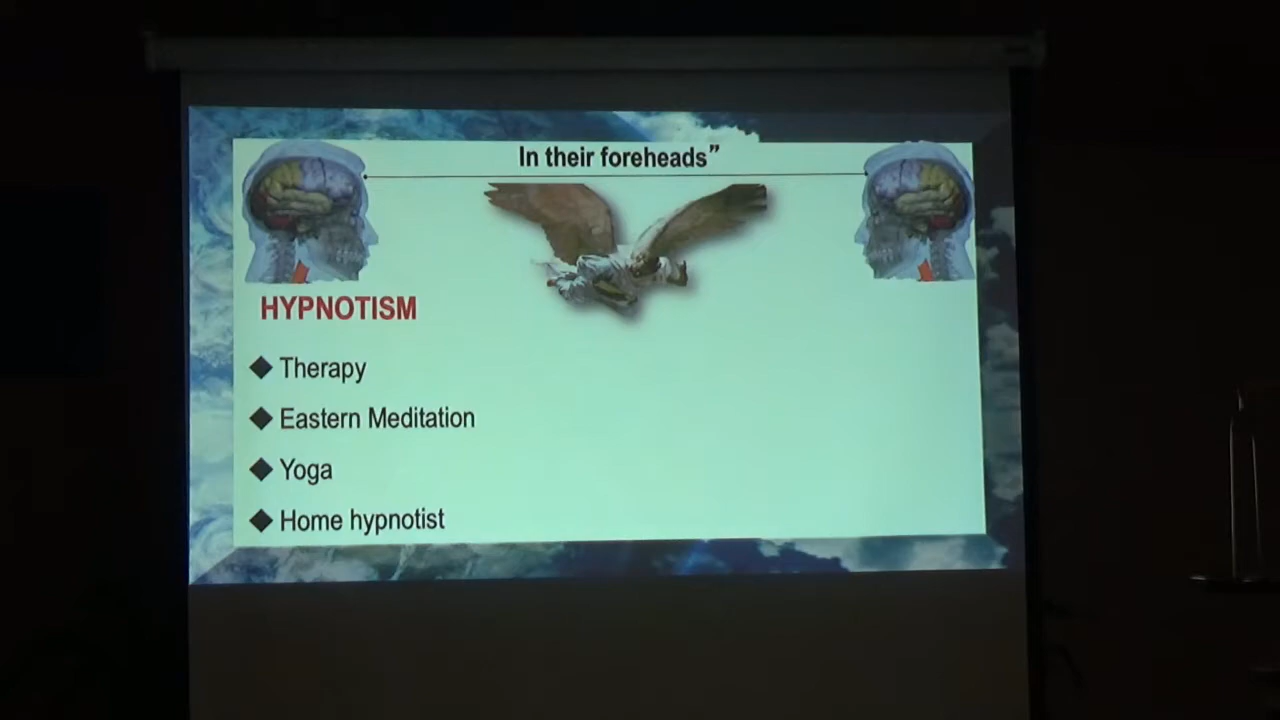 In their foreheads”
HYPNOTISM
Therapy
Eastern Meditation
Yoga
Home hypnotist